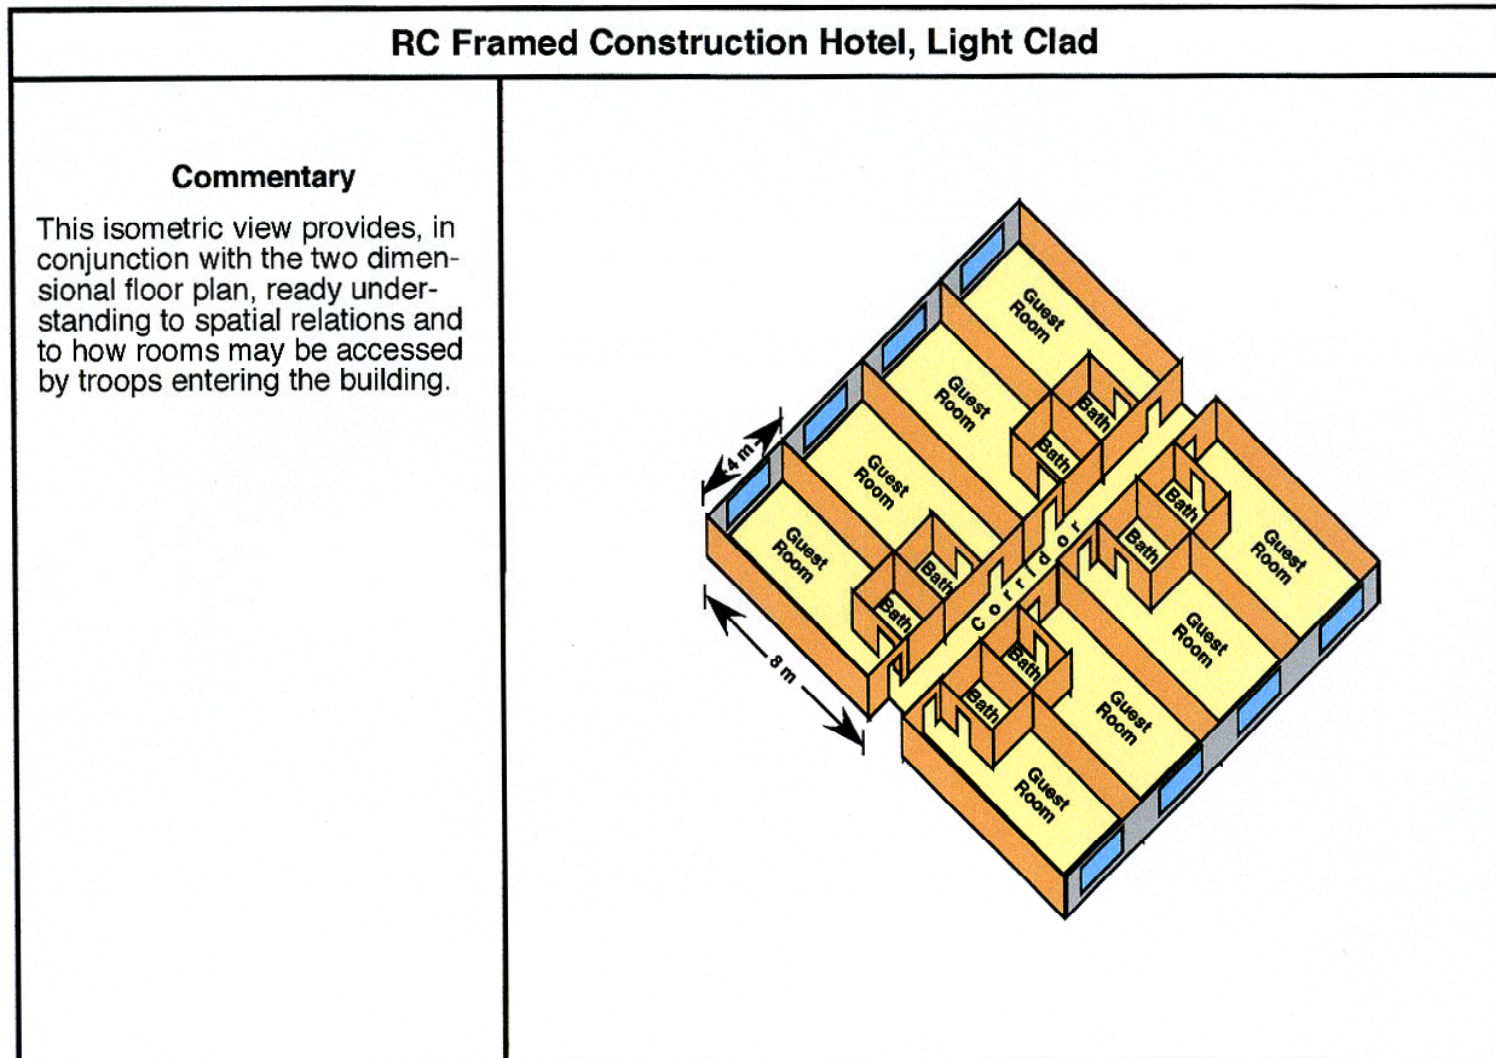 RC Framed Construction Hotel, Light Clad
Commentary
This isometric view provides, in
conjunction with the two dimen-
sional floor plan, ready under-
standing to spatial relations and
to how rooms may be accessed
by troops entering the building.
Guest
Room
Guest
Room
Guest
Room
Guest
Room
Bath
Bath
Bath
Bath
Corridor
Bath
Bath
Bath
Bath
Guest
Room
Guest
Room
Guest
Room
Guest
Room
4 m
8 m